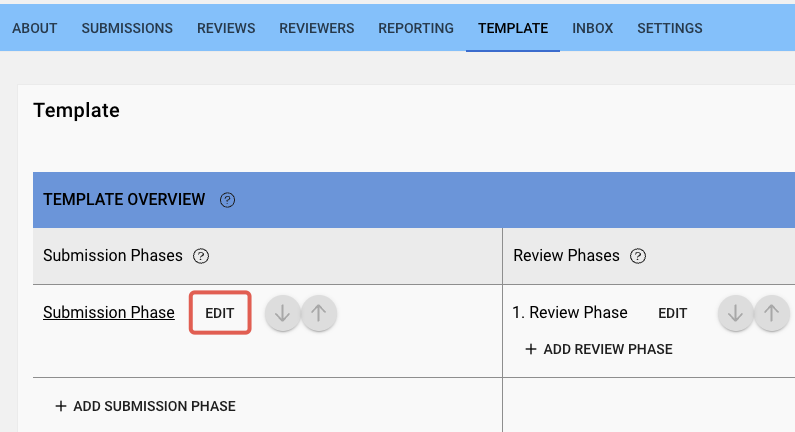 ABOUT SUBMISSIONS REVIEWS REVIEWERS REPORTING TEMPLATE INBOX SETTINGS
Template
TEMPLATE OVERVIEW ?
Submission Phases ? Review Phases ?
Submission Phase EDIT ↓ ↑ 1. Review Phase EDIT ↓ ↑
+ ADD REVIEW PHASE
+ ADD SUBMISSION PHASE